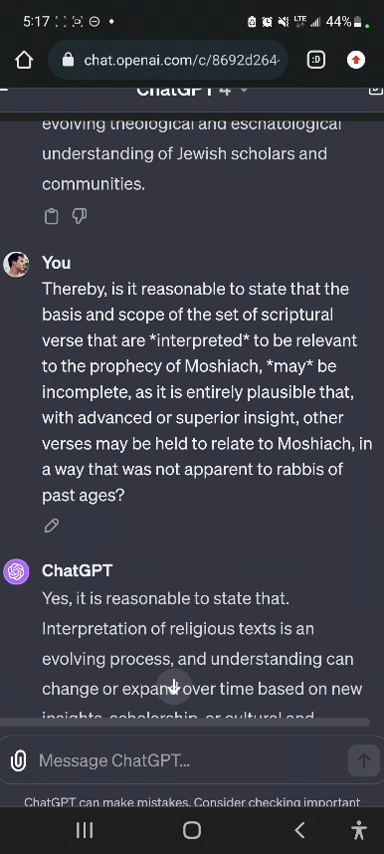 5:17 LTE 44%
chat.openai.com/c/8692d264- :D
ChatGPT 4
evolving theological and eschatological
understanding of Jewish scholars and
communities.
You
Thereby, is it reasonable to state that the
basis and scope of the set of scriptural
verse that are *interpreted* to be relevant
to the prophecy of Moshiach, *may* be
incomplete, as it is entirely plausible that,
with advanced or superior insight, other
verses may be held to relate to Moshiach, in
a way that was not apparent to rabbis of
past ages?
ChatGPT
Yes, it is reasonable to state that.
Interpretation of religious texts is an
evolving process, and understanding can
change or expand over time based on new
insights, scholarship, or cultural and
Message ChatGPT...
ChatGPT can make mistakes. Consider checking important